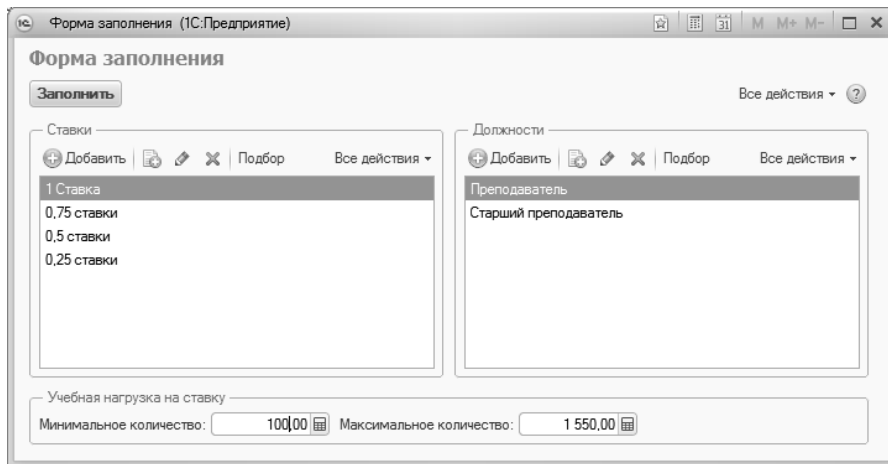 1С Форма заполнения (1С:Предприятие) 31 M M+ M-
Форма заполнения
Заполнить Все действия ?
Ставки Должности
Добавить Подбор Все действия Добавить Подбор Все действия
1 Ставка Преподаватель
0,75 ставки Старший преподаватель
0,5 ставки
0,25 ставки
Учебная нагрузка на ставку
Минимальное количество: 100,00 Максимальное количество: 1 550,00